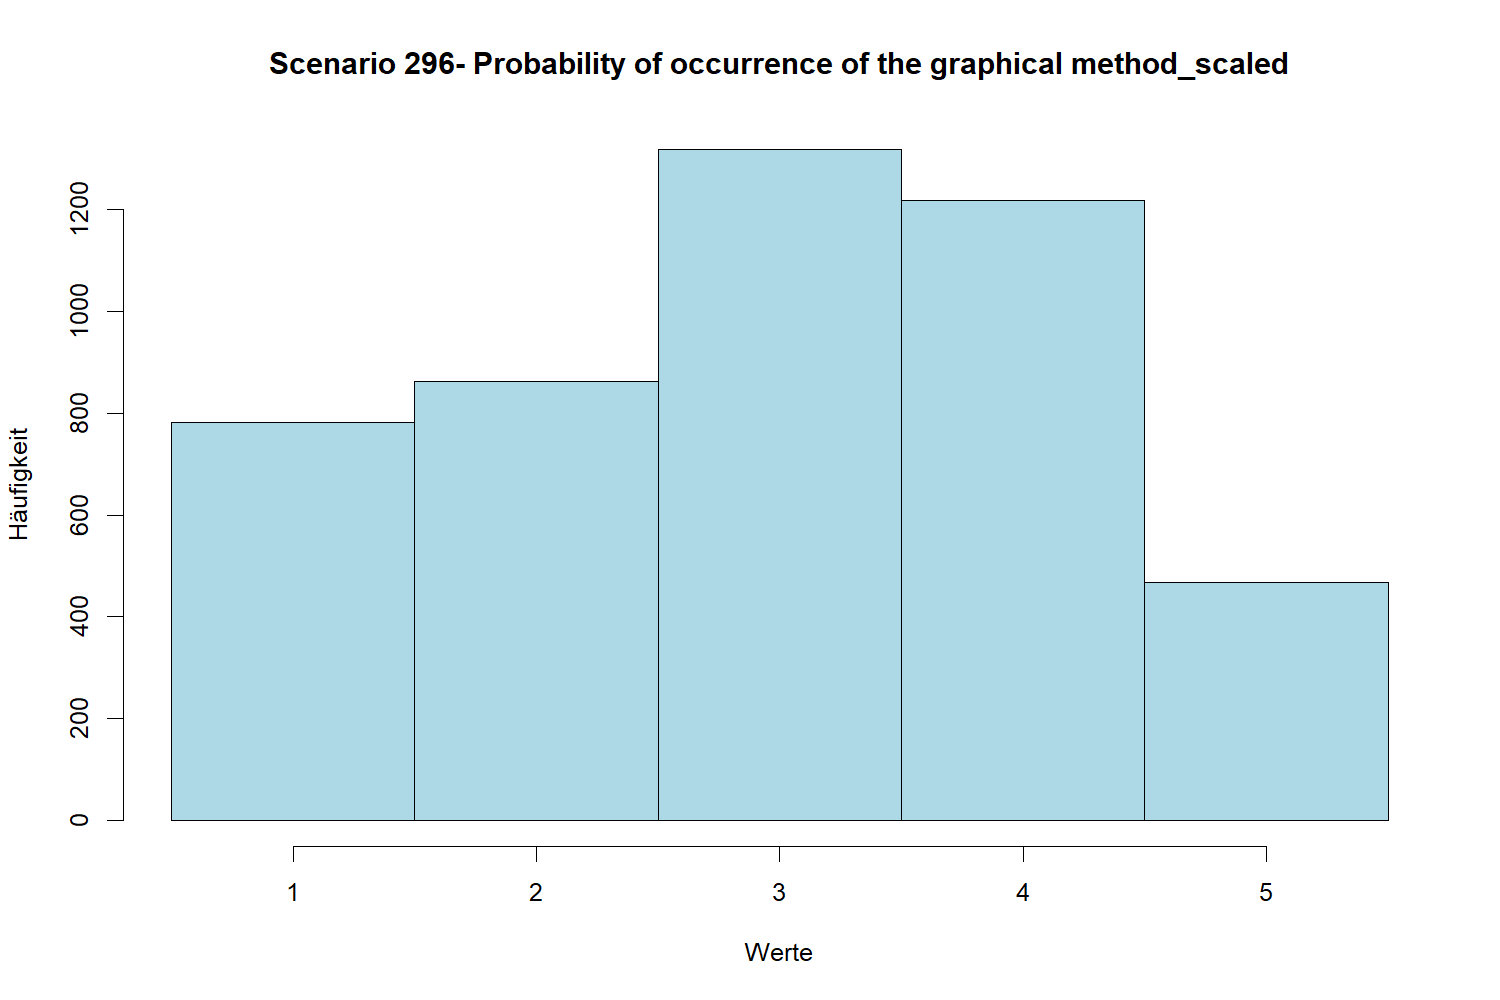 Scenario 296- Probability of occurrence of the graphical method_scaled
Häufigkeit
1200
1000
800
600
400
200
0
1 2 3 4 5
Werte